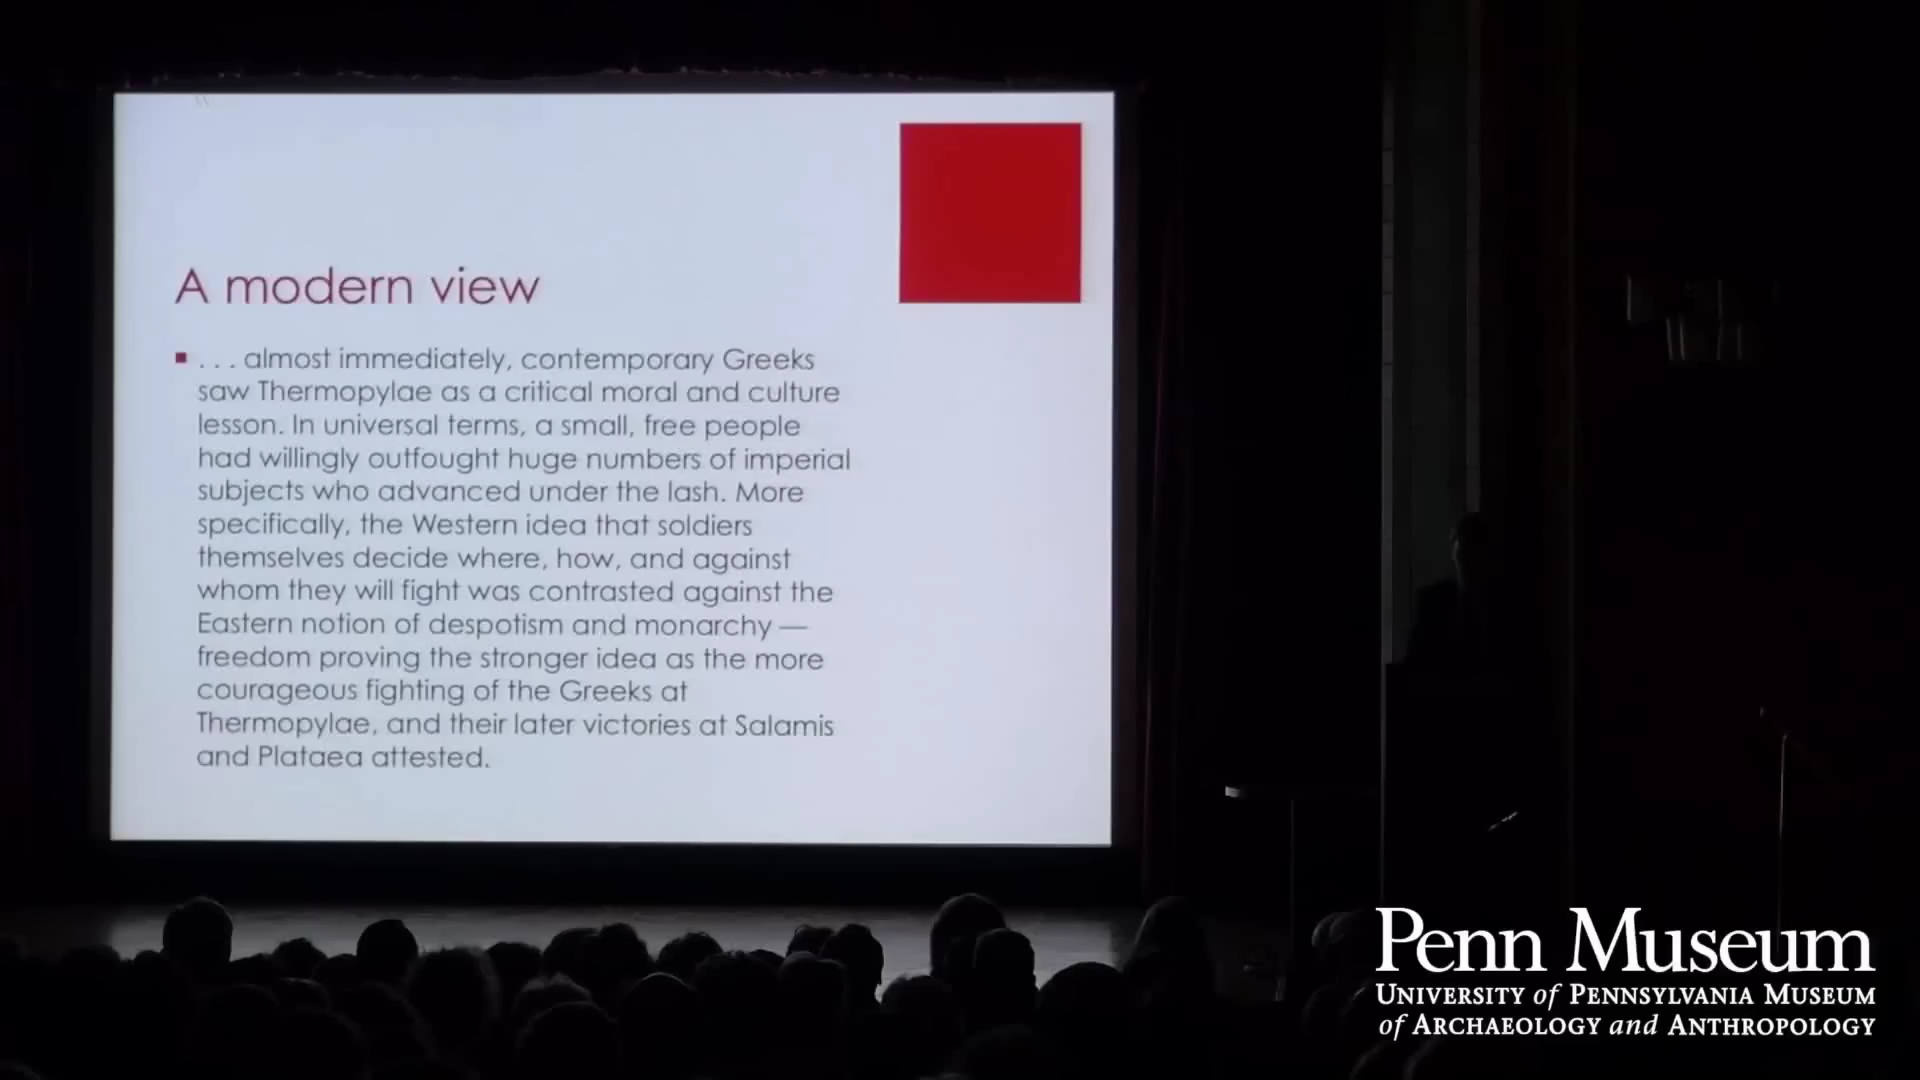 A modern view
. . . almost immediately, contemporary Greeks
saw Thermopylae as a critical moral and culture
lesson. In universal terms, a small, free people
had willingly outfought huge numbers of imperial
subjects who advanced under the lash. More
specifically, the Western idea that soldiers
themselves decide where, how, and against
whom they will fight was contrasted against the
Eastern notion of despotism and monarchy —
freedom proving the stronger idea as the more
courageous fighting of the Greeks at
Thermopylae, and their later victories at Salamis
and Plataea attested.
Penn Museum
UNIVERSITY of PENNSYLVANIA MUSEUM
of ARCHAEOLOGY and ANTHROPOLOGY